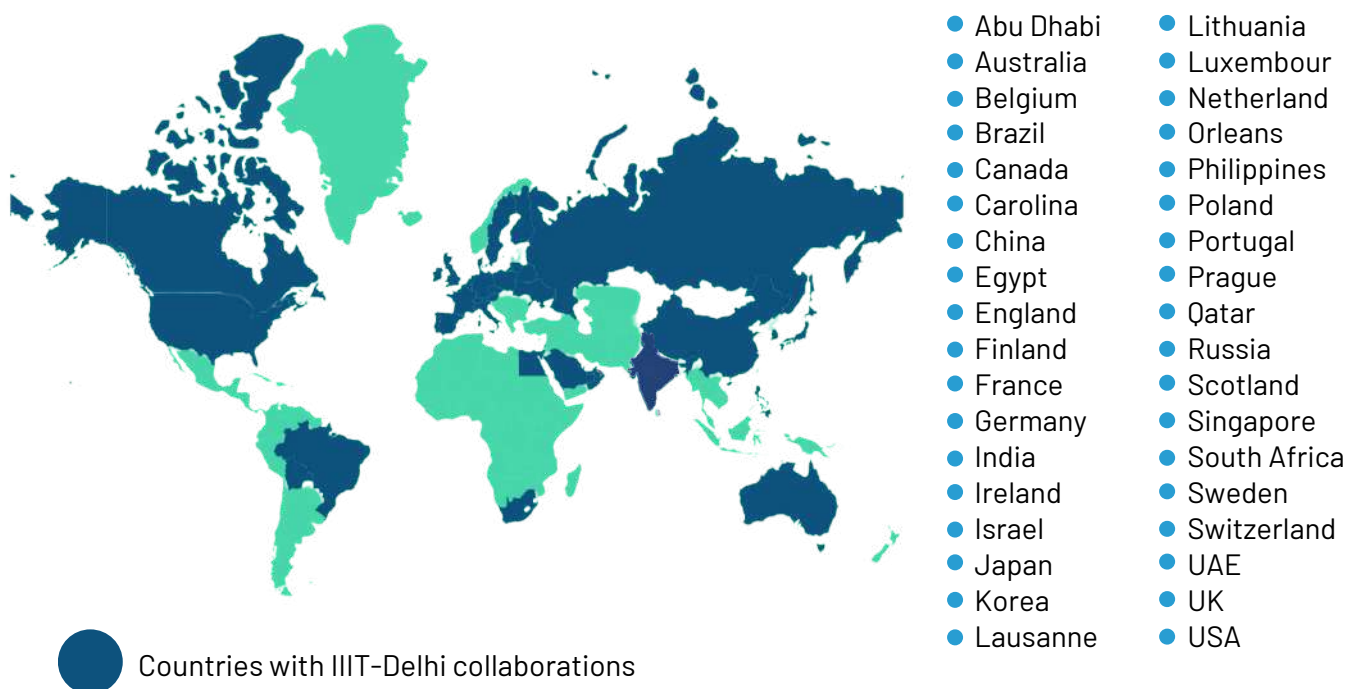 Abu Dhabi
Australia
Belgium
Brazil
Canada
Carolina
China
Egypt
England
Finland
France
Germany
India
Ireland
Israel
Japan
Korea
Lausanne
Lithuania
Luxembour
Netherland
Orleans
Philippines
Poland
Portugal
Prague
Qatar
Russia
Scotland
Singapore
South Africa
Sweden
Switzerland
UAE
UK
USA
Countries with IIIT-Delhi collaborations